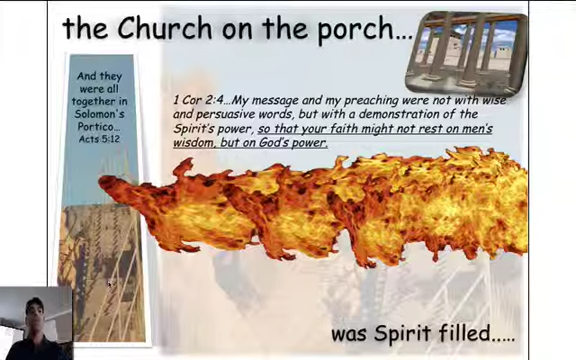 the Church on the porch...
And they
were all
together in
Solomon's
Portico...
Acts 5:12
1 Cor 2:4...My message and my preaching were not with wise
and persuasive words, but with a demonstration of the
Spirit's power, so that your faith might not rest on men's
wisdom, but on God's power.
was Spirit filled.....